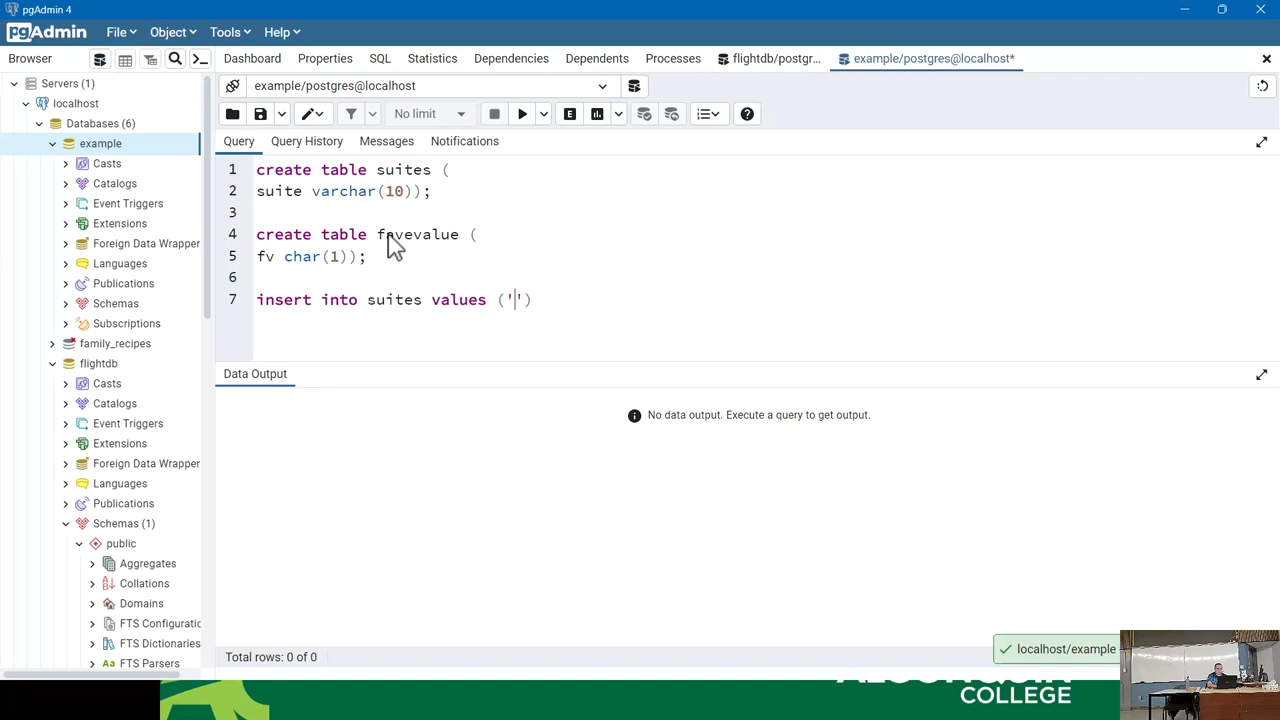 pgAdmin 4
pgAdmin File Object Tools Help
Browser Dashboard Properties SQL Statistics Dependencies Dependents Processes flightdb/postgr... example/postgres@localhost*
Servers (1)
localhost
Databases (6)
example
Casts
Catalogs
Event Triggers
Extensions
Foreign Data Wrapper
Languages
Publications
Schemas
Subscriptions
family_recipes
flightdb
Casts
Catalogs
Event Triggers
Extensions
Foreign Data Wrapper
Languages
Publications
Schemas (1)
public
Aggregates
Collations
Domains
FTS Configuratic
FTS Dictionaries
FTS Parsers
example/postgres@localhost
No limit
Query Query History Messages Notifications
1 create table suites (
2 suite varchar(10));
3
4 create table favevalue (
5 fv char(1));
6
7 insert into suites values ('')
Data Output
No data output. Execute a query to get output.
Total rows: 0 of 0
localhost/example
ALGONQUIN
COLLEGE